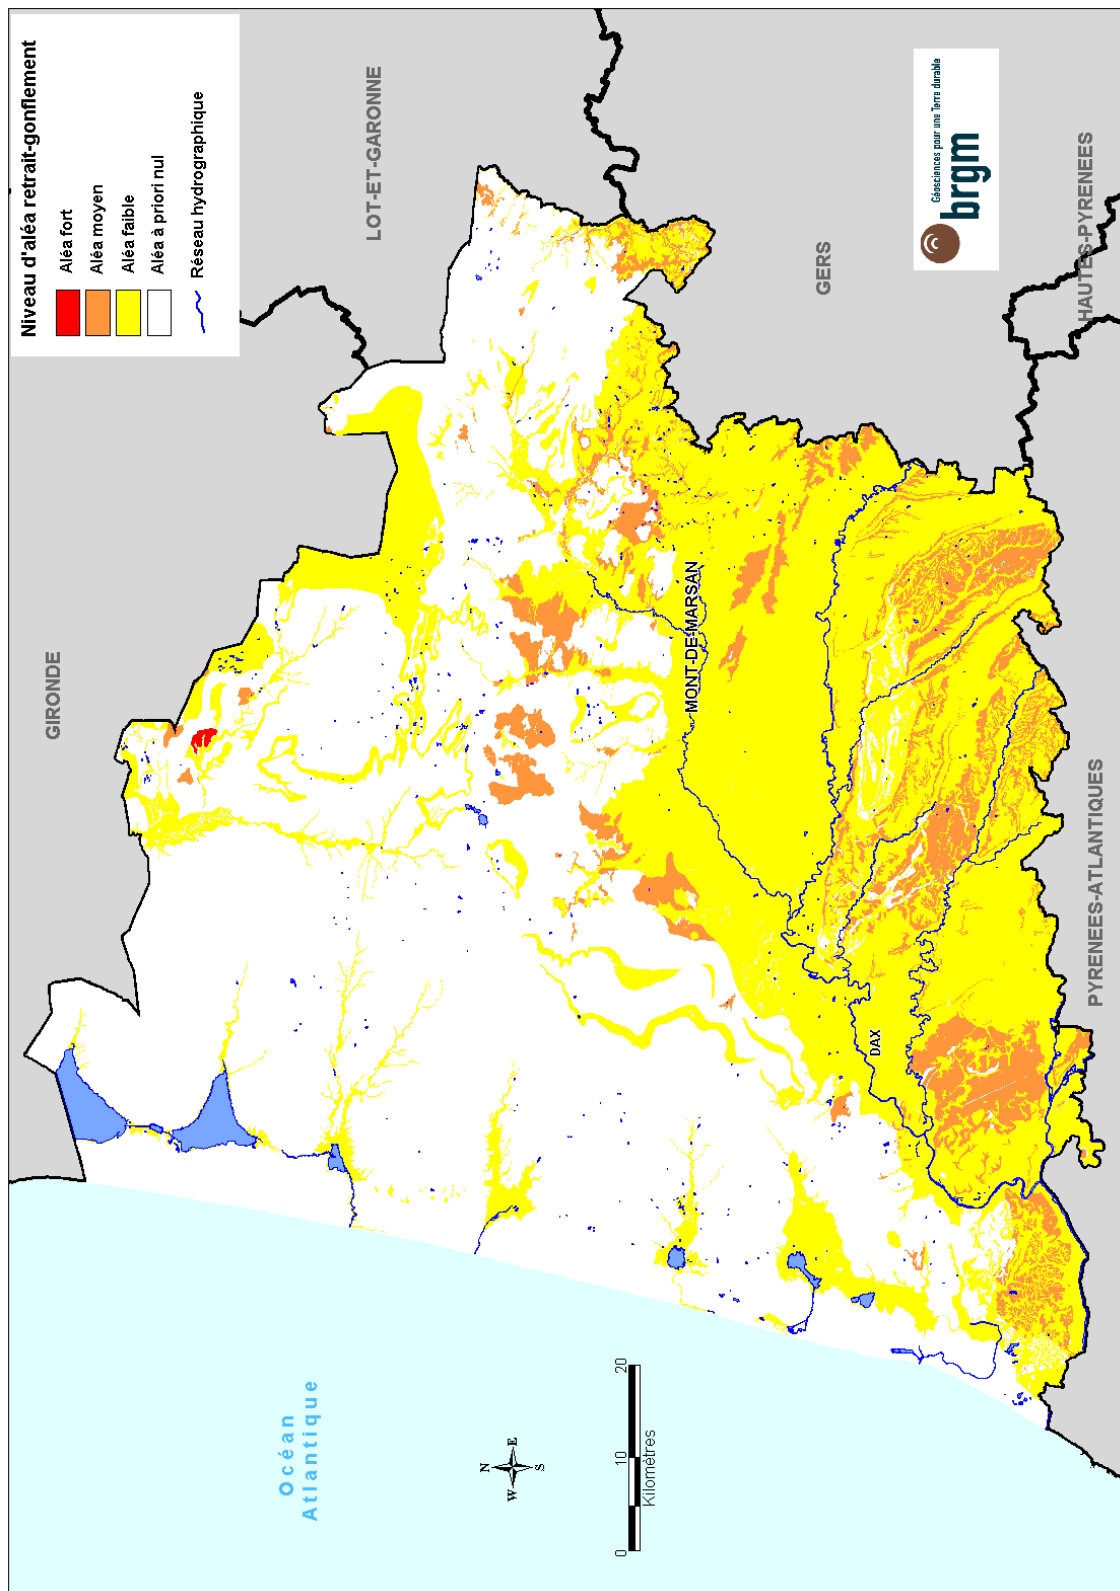 Niveau d'aléa retrait-gonflement
Aléa fort
Aléa moyen
Aléa faible
Aléa à priori nul
Réseau hydrographique
GIRONDE
LOT-ET-GARONNE
GERS
HAUTES-PYRENEES
PYRENEES-ATLANTIQUES
MONT-DE-MARSAN
DAX
Océan
Atlantique
N
W E
S
0 10 20
Kilomètres
Géosciences pour une Terre durable
brgm